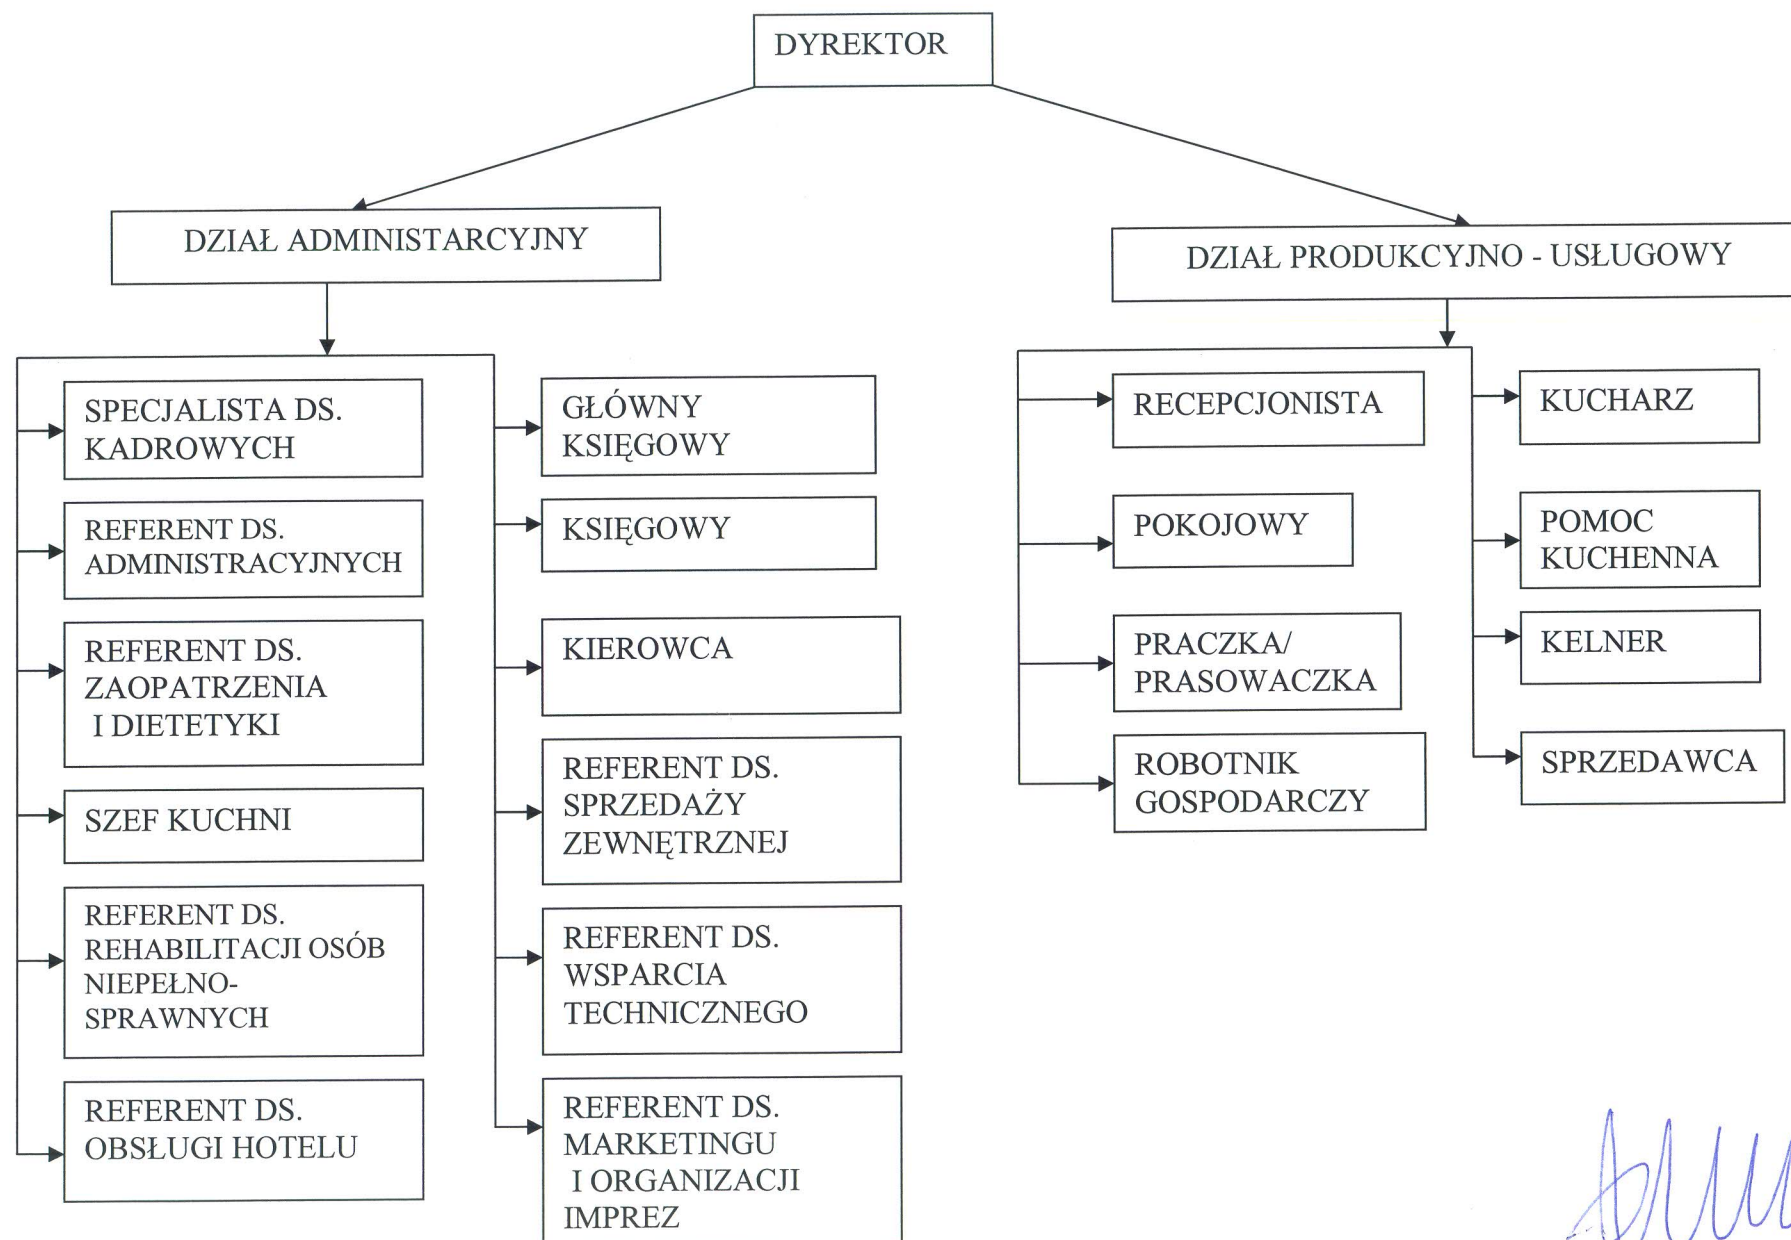 DYREKTOR
DZIAŁ ADMINISTARCYJNY
SPECJALISTA DS.
KADROWYCH
REFERENT DS.
ADMINISTRACYJNYCH
REFERENT DS.
ZAOPATRZENIA
I DIETETYKI
SZEF KUCHNI
REFERENT DS.
REHABILITACJI OSÓB
NIEPEŁNO-
SPRAWNYCH
REFERENT DS.
OBSŁUGI HOTELU
GŁÓWNY
KSIĘGOWY
KSIĘGOWY
KIEROWCA
REFERENT DS.
SPRZEDAŻY
ZEWNĘTRZNEJ
REFERENT DS.
WSPARCIA
TECHNICZNEGO
REFERENT DS.
MARKETINGU
I ORGANIZACJI
IMPREZ
DZIAŁ PRODUKCYJNO - USŁUGOWY
RECEPCJONISTA
POKOJOWY
PRACZKA/
PRASOWACZKA
ROBOTNIK
GOSPODARCZY
KUCHARZ
POMOC
KUCHENNA
KELNER
SPRZEDAWCA